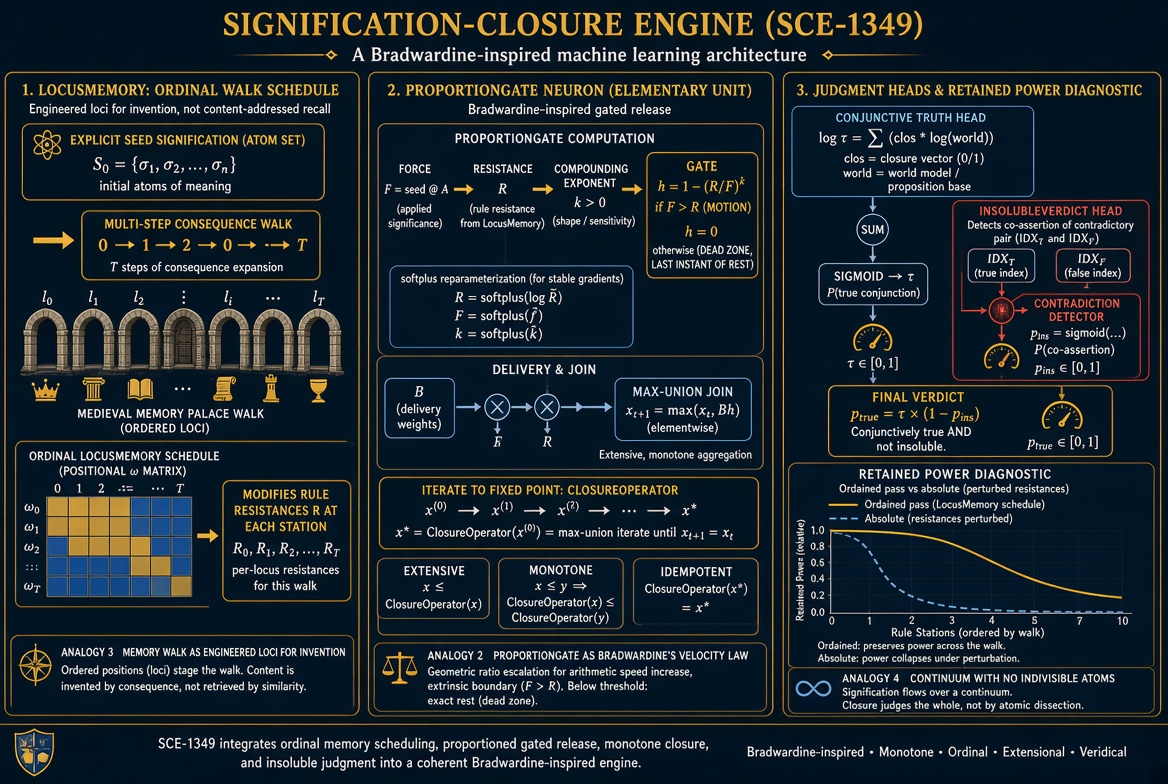 SIGNIFICATION-CLOSURE ENGINE (SCE-1349)
A Bradwardine-inspired machine learning architecture
1. LOCUSMEMORY: ORDINAL WALK SCHEDULE
Engineered loci for invention, not content-addressed recall
EXPLICIT SEED SIGNIFICATION (ATOM SET)
S₀ = {σ₁, σ₂, ..., σₙ}
initial atoms of meaning
MULTI-STEP CONSEQUENCE WALK
0 → 1 → 2 → 0 → ··→ T
T steps of consequence expansion
l₀ l₁ l₂ ⋮ lᵢ ··· l_T
···
MEDIEVAL MEMORY PALACE WALK
(ORDERED LOCI)
ORDINAL LOCUSMEMORY SCHEDULE
(POSITIONAL ω MATRIX)
0 1 2 ··· T
ω₀
ω₁
ω₂
:::
ω_T
MODIFIES RULE
RESISTANCES R AT
EACH STATION
R₀, R₁, R₂, ..., R_T
per-locus resistances
for this walk
ANALOGY 3 MEMORY WALK AS ENGINEERED LOCI FOR INVENTION
Ordered positions (loci) stage the walk. Content is
invented by consequence, not retrieved by similarity.
2. PROPORTIONGATE NEURON (ELEMENTARY UNIT)
Bradwardine-inspired gated release
PROPORTIONGATE COMPUTATION
FORCE
F = seed @ A
(applied
significance)
RESISTANCE
R
(rule resistance
from LocusMemory)
COMPOUNDING
EXPONENT
k > 0
(shape / sensitivity)
GATE
h = 1 − (R/F)ᵏ
if F > R (MOTION)
h = 0
otherwise (DEAD ZONE,
LAST INSTANT OF REST)
softplus reparameterization (for stable gradients)
R = softplus(log R̃)
F = softplus(f̃)
k = softplus(k̃)
DELIVERY & JOIN
B
(delivery
weights)
R
MAX-UNION JOIN
x_{t+1} = max(x_t, Bh)
(elementwise)
Extensive, monotone aggregation
ITERATE TO FIXED POINT: CLOSUREOPERATOR
x⁽⁰⁾ → x⁽¹⁾ → x⁽²⁾ → ··· → x*
x* = ClosureOperator(x⁽⁰⁾) = max-union iterate until x_{t+1} = x_t
EXTENSIVE
x ≤
ClosureOperator(x)
MONOTONE
x ≤ y ⇒
ClosureOperator(x) ≤
ClosureOperator(y)
IDEMPOTENT
ClosureOperator(x*)
= x*
ANALOGY 2 PROPORTIONGATE AS BRADWARDINE'S VELOCITY LAW
Geometric ratio escalation for arithmetic speed increase,
extrinsic boundary (F > R). Below threshold:
exact rest (dead zone).
3. JUDGMENT HEADS & RETAINED POWER DIAGNOSTIC
CONJUNCTIVE TRUTH HEAD
log τ = ∑ (clos * log(world))
clos = closure vector (0/1)
world = world model /
proposition base
SUM
SIGMOID → τ
P(true conjunction)
τ ∈ [0, 1]
INSOLUBLEVERDICT HEAD
Detects co-assertion of contradictory
pair (IDX_T and IDX_F)
IDX_T
(true index)
IDX_F
(false index)
CONTRADICTION
DETECTOR
p_ins = sigmoid(...)
P(co-assertion)
p_ins ∈ [0, 1]
FINAL VERDICT
p_true = τ × (1 − p_ins)
Conjunctively true AND
not insoluble.
p_true ∈ [0, 1]
RETAINED POWER DIAGNOSTIC
Ordained pass vs absolute (perturbed resistances)
Ordained pass (LocusMemory schedule)
Absolute (resistances perturbed)
1.0
0.8
0.6
0.4
0.2
0.0
0 1 2 3 4 5 7 10
Rule Stations (ordered by walk)
Ordained: preserves power across the walk.
Absolute: power collapses under perturbation.
ANALOGY 4 CONTINUUM WITH NO INDIVISIBLE ATOMS
Signification flows over a continuum.
Closure judges the whole, not by atomic dissection.
SCE-1349 integrates ordinal memory scheduling, proportioned gated release, monotone closure,
and insoluble judgment into a coherent Bradwardine-inspired engine.
Bradwardine-inspired • Monotone • Ordinal • Extensional • Veridical